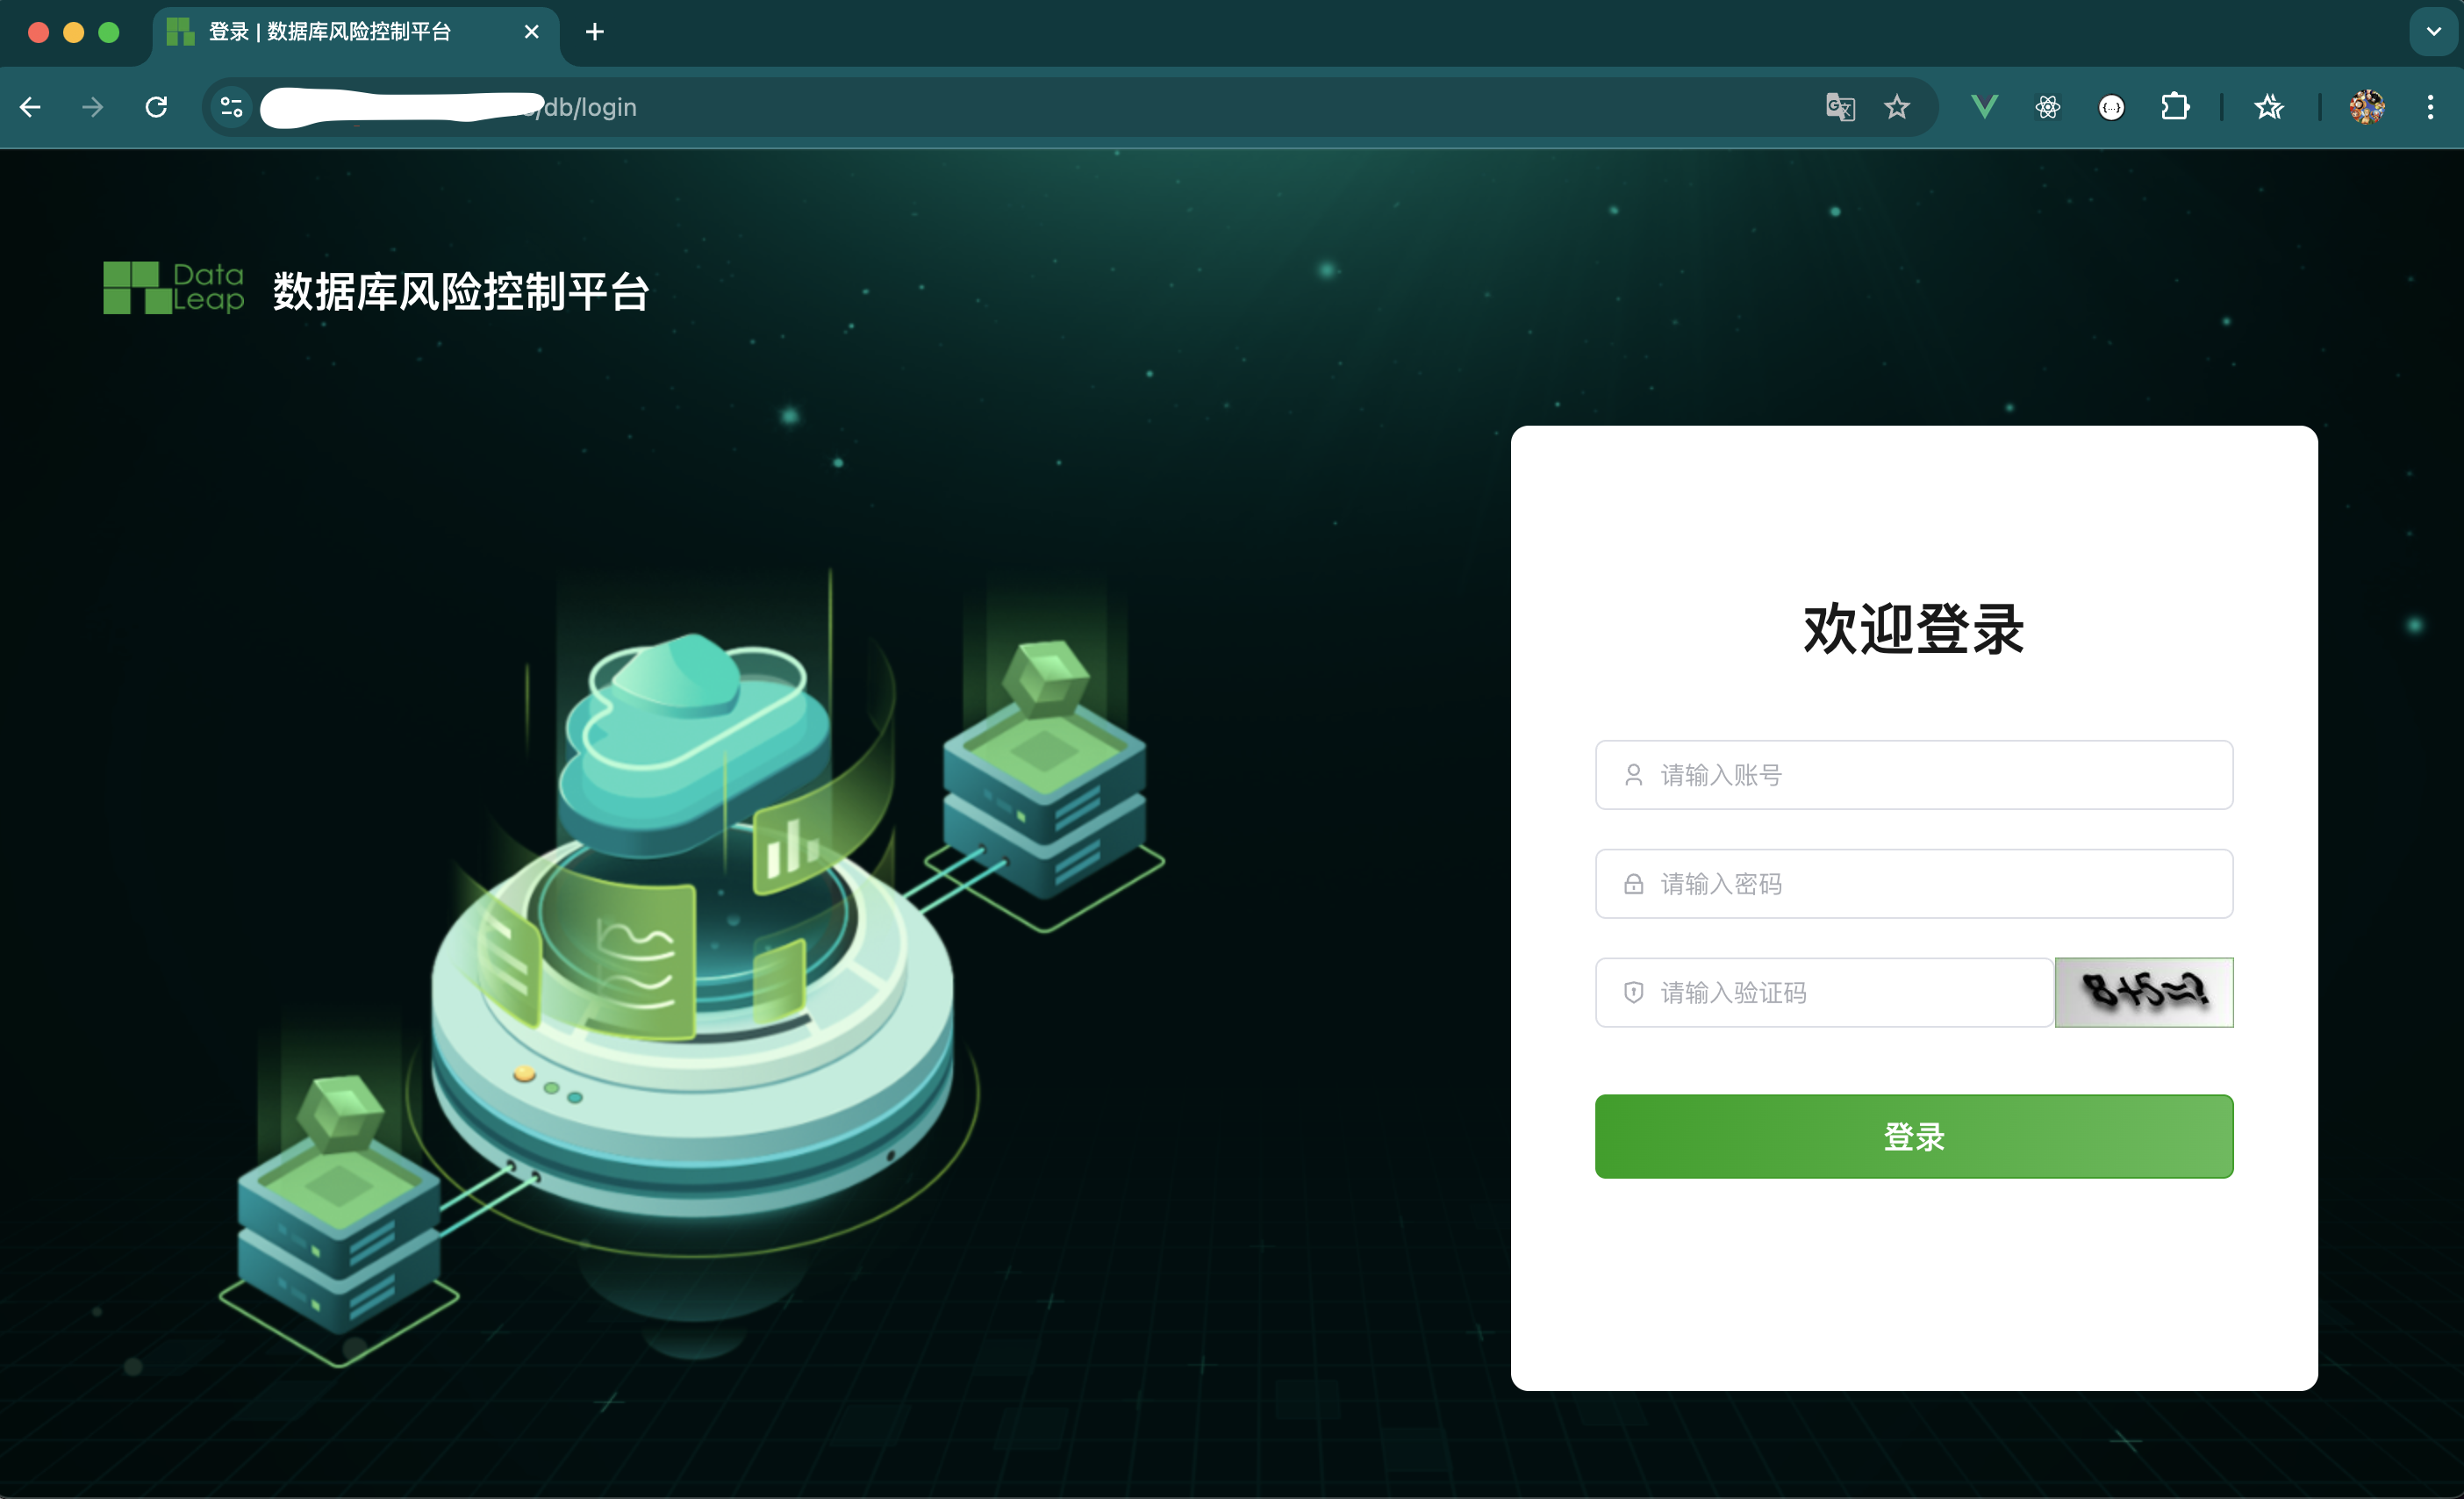 登录 | 数据库风险控制平台
/db/login
Data
Leap
数据库风险控制平台
欢迎登录
请输入账号
请输入密码
请输入验证码
8+5=?
登录